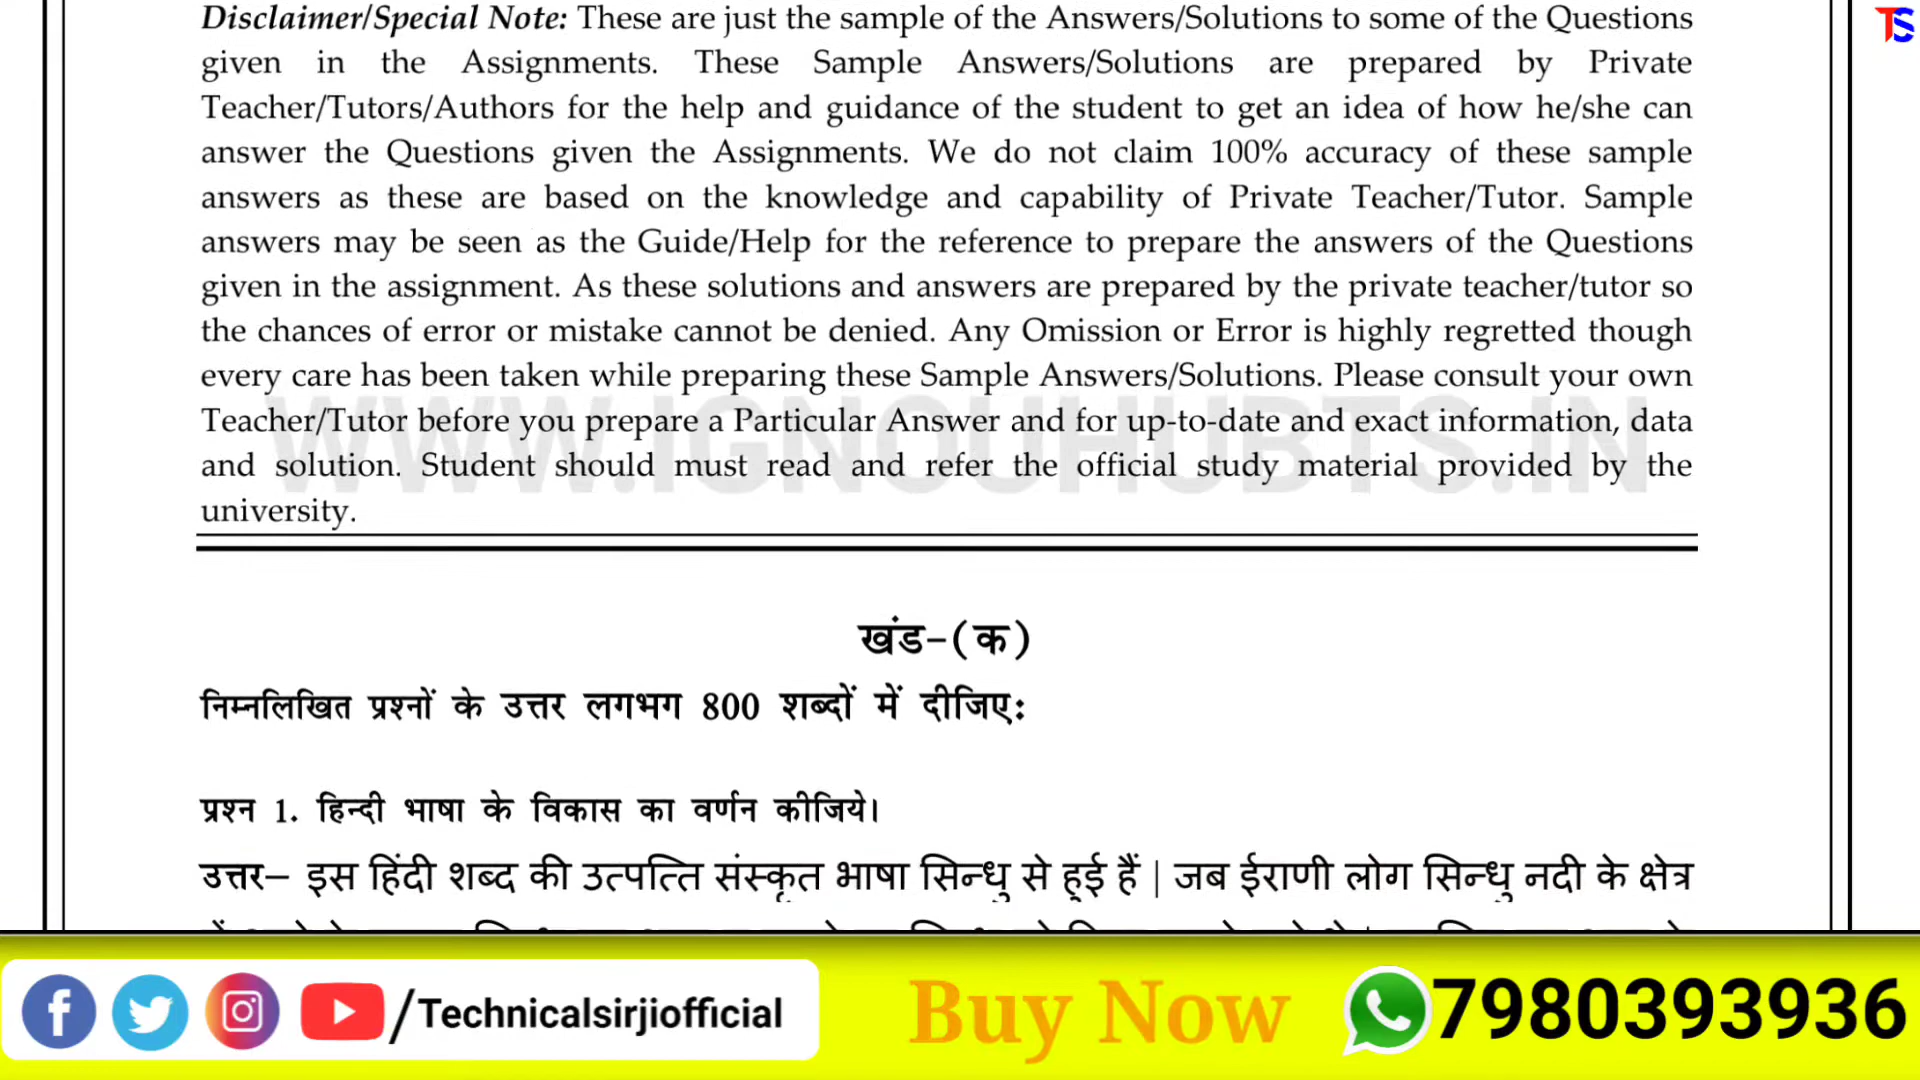 TS
Disclaimer/Special Note: These are just the sample of the Answers/Solutions to some of the Questions
given in the Assignments. These Sample Answers/Solutions are prepared by Private
Teacher/Tutors/Authors for the help and guidance of the student to get an idea of how he/she can
answer the Questions given the Assignments. We do not claim 100% accuracy of these sample
answers as these are based on the knowledge and capability of Private Teacher/Tutor. Sample
answers may be seen as the Guide/Help for the reference to prepare the answers of the Questions
given in the assignment. As these solutions and answers are prepared by the private teacher/tutor so
the chances of error or mistake cannot be denied. Any Omission or Error is highly regretted though
every care has been taken while preparing these Sample Answers/Solutions. Please consult your own
Teacher/Tutor before you prepare a Particular Answer and for up-to-date and exact information, data
and solution. Student should must read and refer the official study material provided by the
university.
WWW.IGNOUHUBTS.IN
खंड-(क)
निम्नलिखित प्रश्नों के उत्तर लगभग 800 शब्दों में दीजिए:
प्रश्न 1. हिन्दी भाषा के विकास का वर्णन कीजिये।
उत्तर– इस हिंदी शब्द की उत्पत्ति संस्कृत भाषा सिन्धु से हुई हैं | जब ईराणी लोग सिन्धु नदी के क्षेत्र
/Technicalsirjiofficial
Buy Now
7980393936